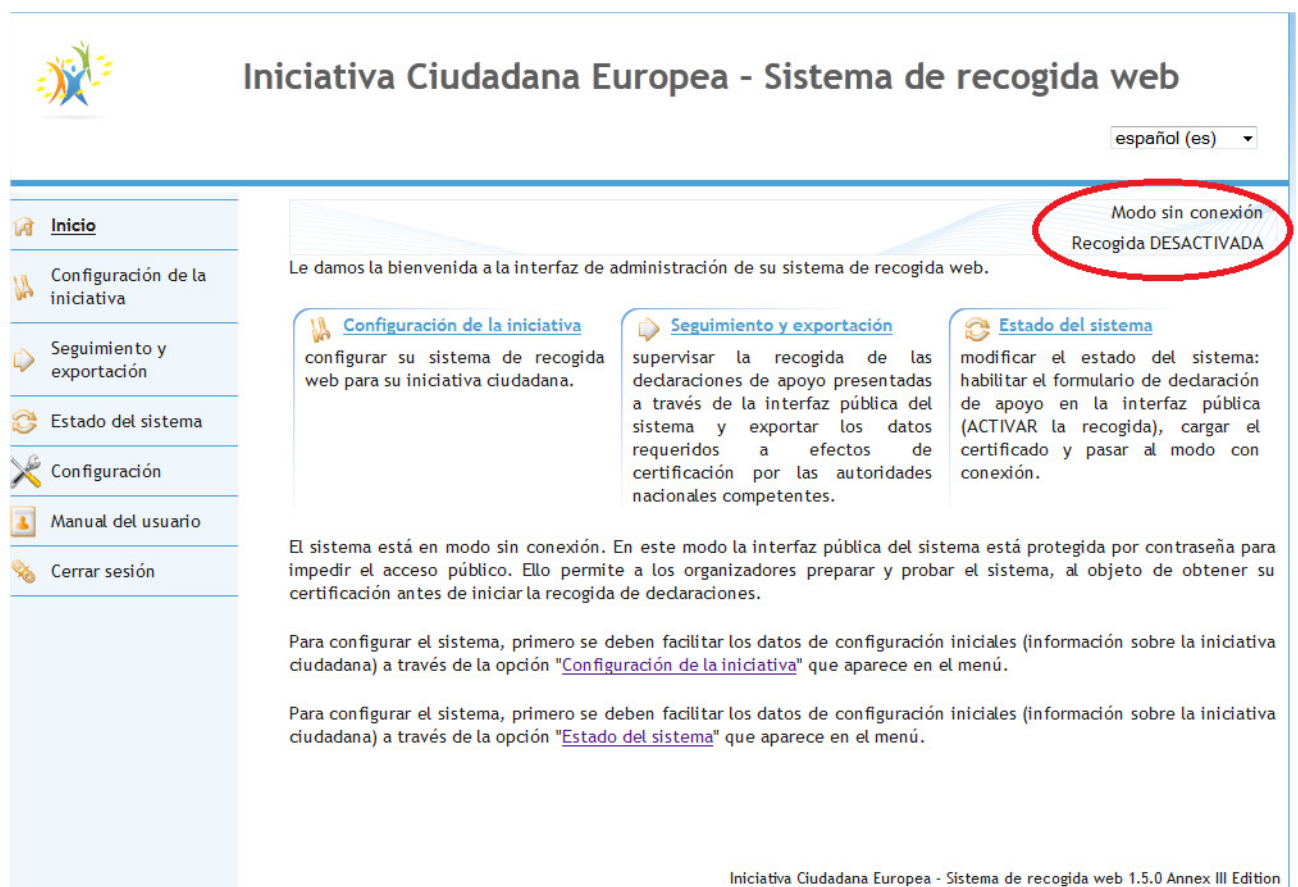 Iniciativa Ciudadana Europea - Sistema de recogida web
español (es)
Inicio
Configuración de la
iniciativa
Seguimiento y
exportación
Estado del sistema
Configuración
Manual del usuario
Cerrar sesión
Modo sin conexión
Recogida DESACTIVADA
Le damos la bienvenida a la interfaz de administración de su sistema de recogida web.
Configuración de la iniciativa
configurar su sistema de recogida
web para su iniciativa ciudadana.
Seguimiento y exportación
supervisar la recogida de las
declaraciones de apoyo presentadas
a través de la interfaz pública del
sistema y exportar los datos
requeridos a efectos de
certificación por las autoridades
nacionales competentes.
Estado del sistema
modificar el estado del sistema:
habilitar el formulario de declaración
de apoyo en la interfaz pública
(ACTIVAR la recogida), cargar el
certificado y pasar al modo con
conexión.
El sistema está en modo sin conexión. En este modo la interfaz pública del sistema está protegida por contraseña para
impedir el acceso público. Ello permite a los organizadores preparar y probar el sistema, al objeto de obtener su
certificación antes de iniciar la recogida de declaraciones.
Para configurar el sistema, primero se deben facilitar los datos de configuración iniciales (información sobre la iniciativa
ciudadana) a través de la opción "Configuración de la iniciativa" que aparece en el menú.
Para configurar el sistema, primero se deben facilitar los datos de configuración iniciales (información sobre la iniciativa
ciudadana) a través de la opción "Estado del sistema" que aparece en el menú.
Iniciativa Ciudadana Europea - Sistema de recogida web 1.5.0 Annex III Edition